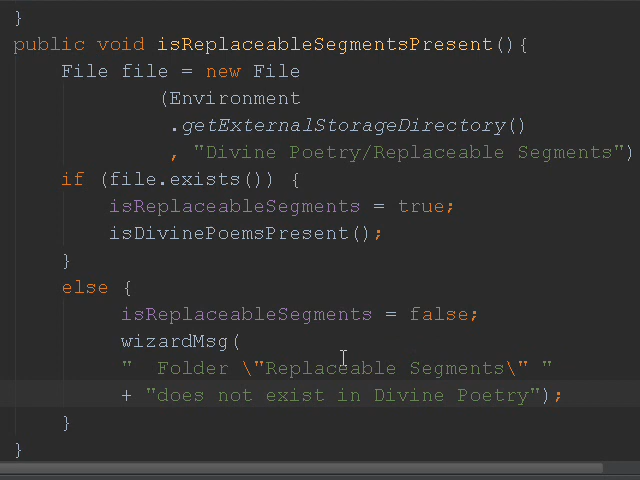 }
public void isReplaceableSegmentsPresent(){
    File file = new File
            (Environment
             .getExternalStorageDirectory()
             , "Divine Poetry/Replaceable Segments")
    if (file.exists()) {
        isReplaceableSegments = true;
        isDivinePoemsPresent();
    }
    else {
         isReplaceableSegments = false;
         wizardMsg(
         "  Folder \"Replaceable Segments\" "
         + "does not exist in Divine Poetry");
    }
}